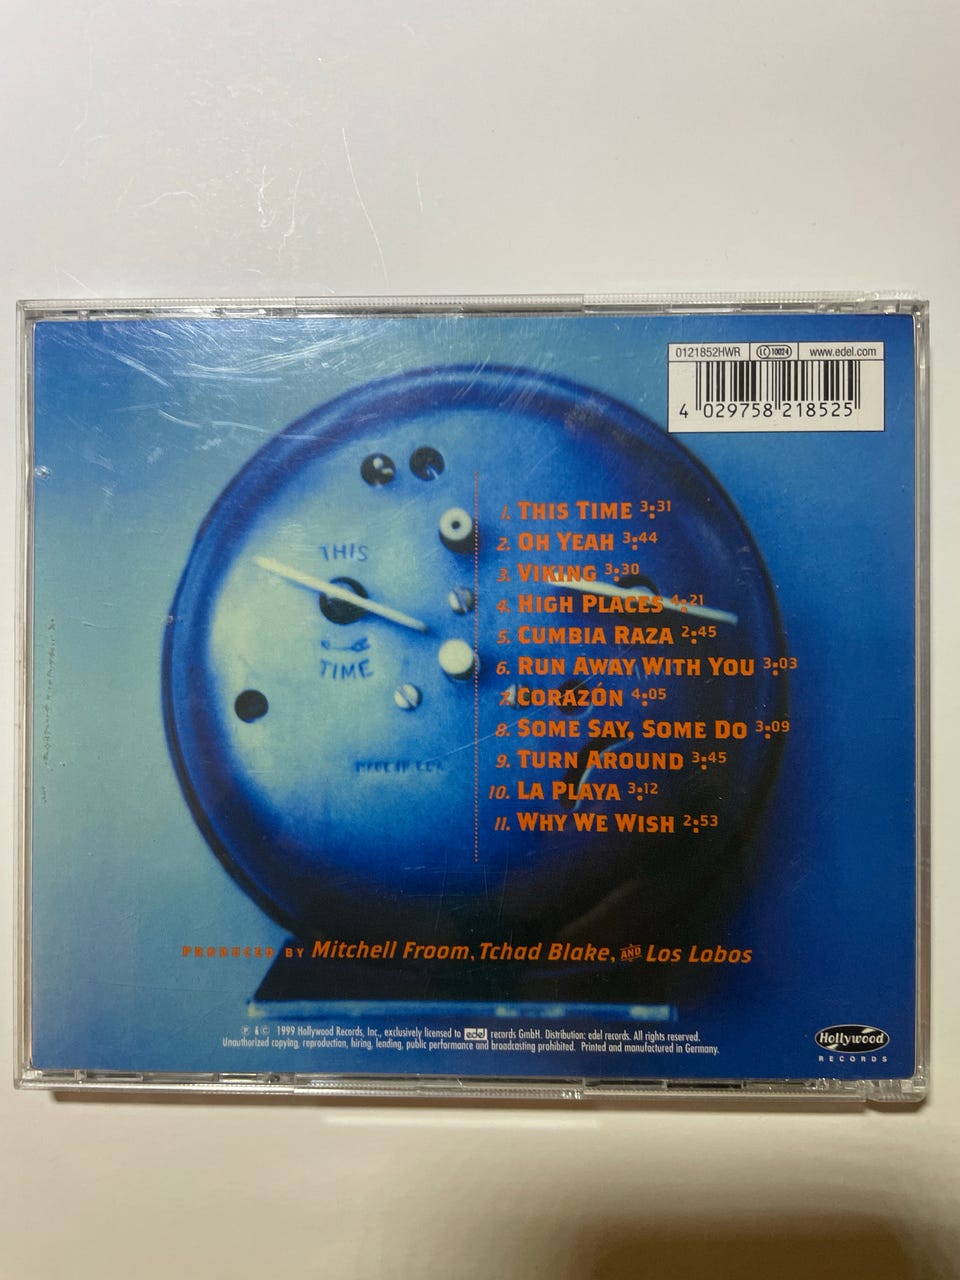 0121852HWR LC 10024 www.edel.com
4 029758 218525
THIS
TIME
1. THIS TIME 3:31
2. OH YEAH 3:44
3. VIKING 3:30
4. HIGH PLACES 4:21
5. CUMBIA RAZA 2:45
6. RUN AWAY WITH YOU 3:03
7. CORAZÓN 4:05
8. SOME SAY, SOME DO 3:09
9. TURN AROUND 3:45
10. LA PLAYA 3:12
11. WHY WE WISH 2:53
PRODUCED BY Mitchell Froom, Tchad Blake, AND Los Lobos
℗ & © 1999 Hollywood Records, Inc., exclusively licensed to edel records GmbH. Distribution: edel records. All rights reserved.
Unauthorized copying, reproduction, hiring, lending, public performance and broadcasting prohibited. Printed and manufactured in Germany.
Hollywood
RECORDS